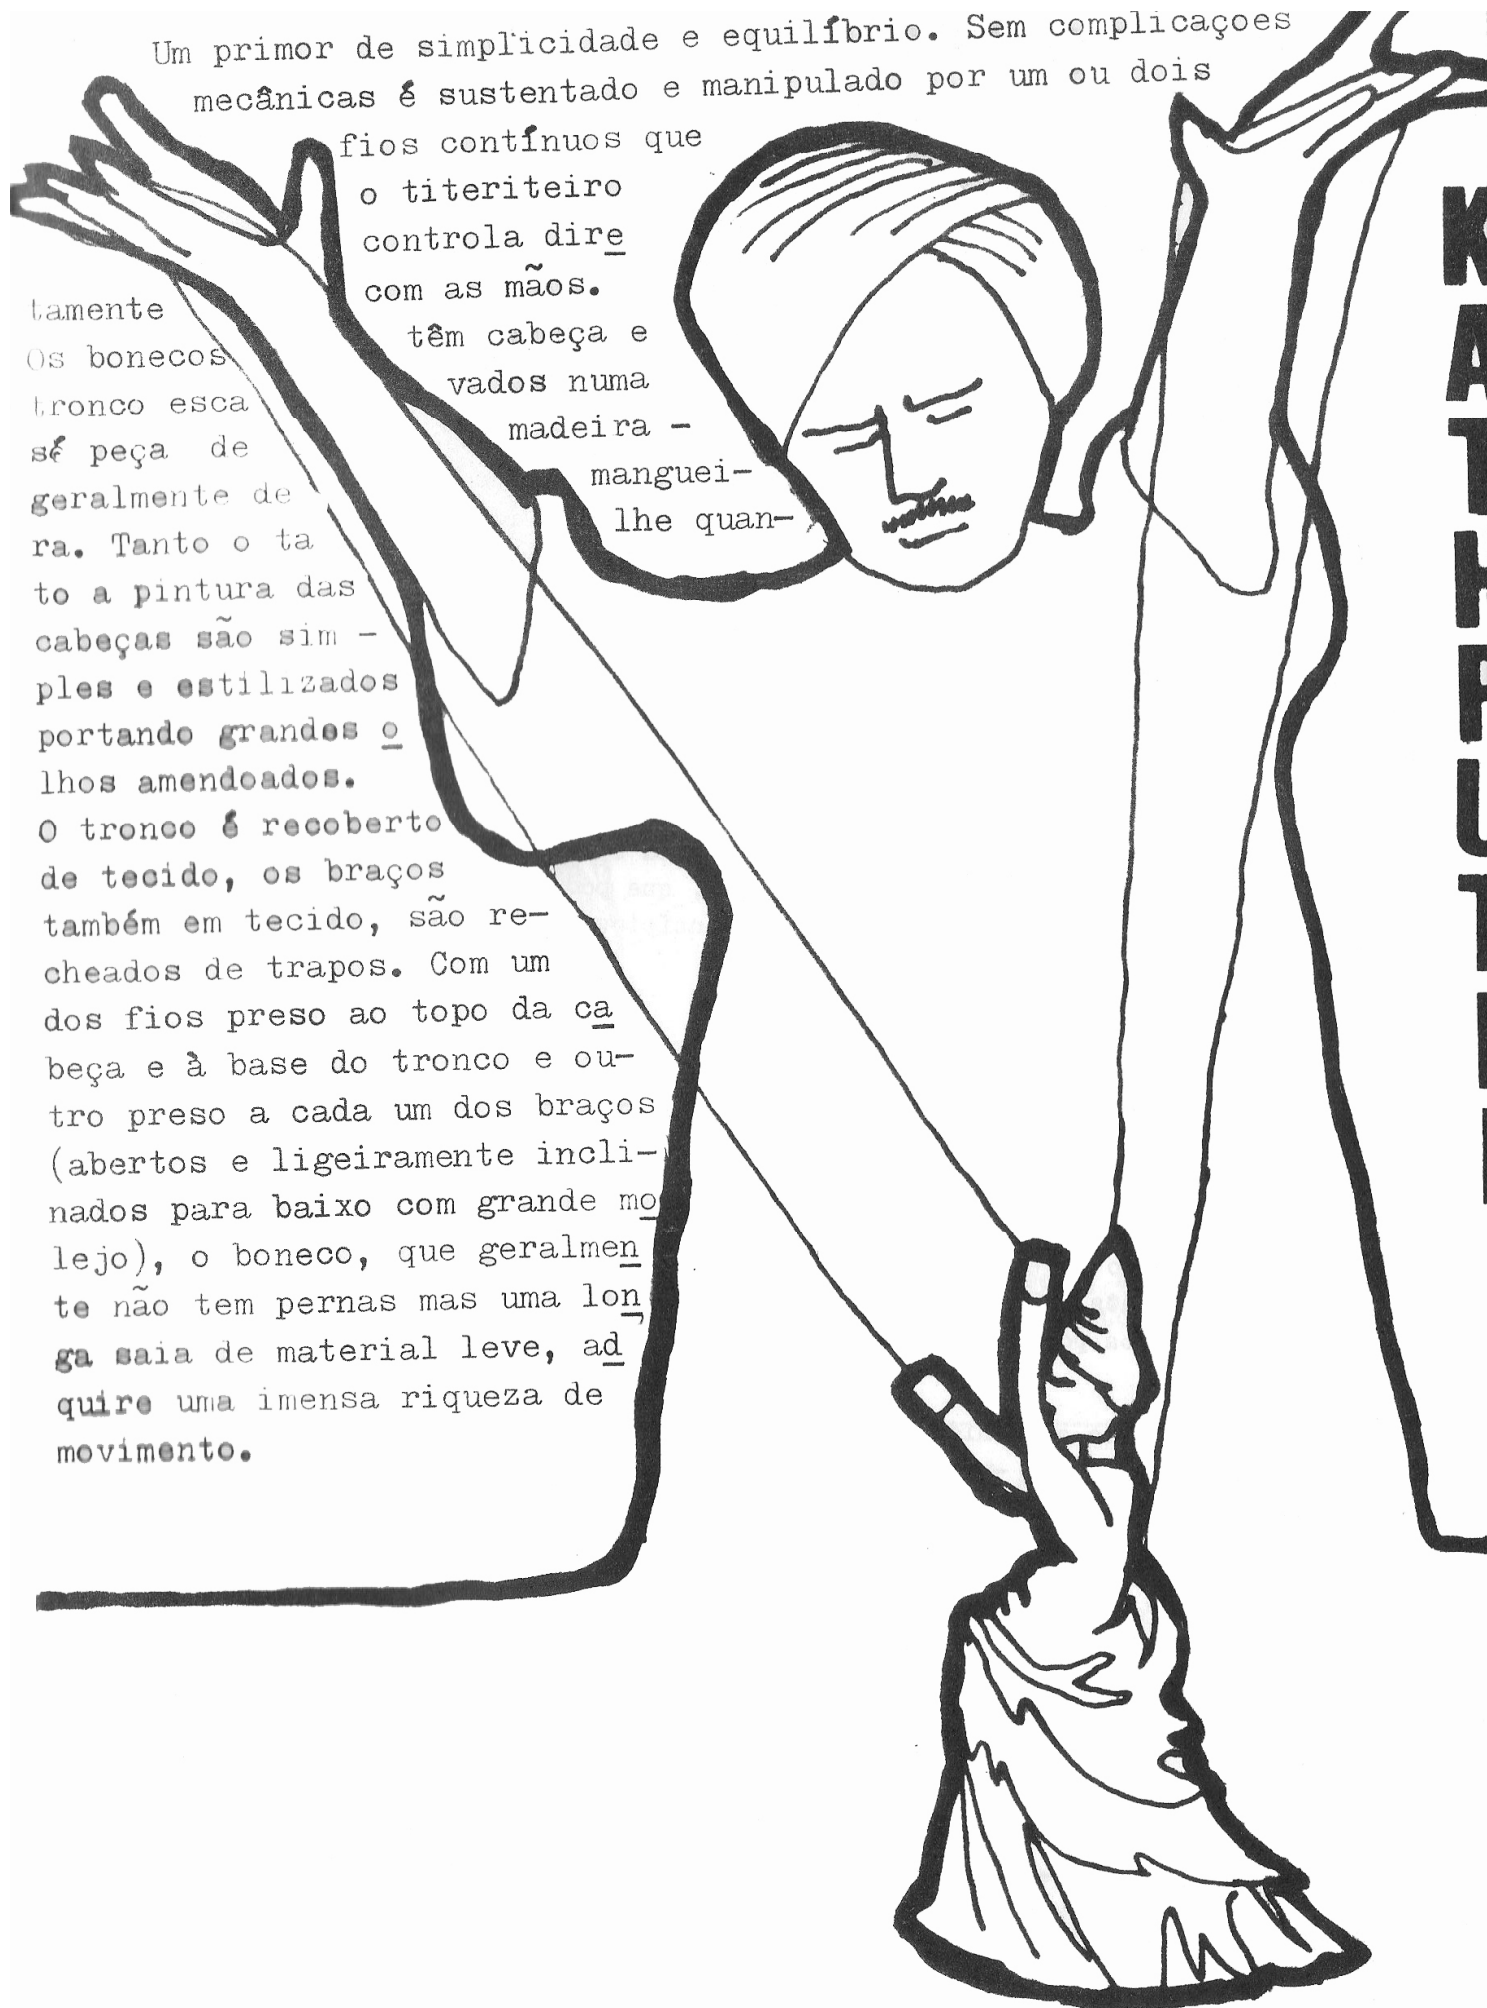 Um primor de simplicidade e equilíbrio. Sem complicaçoes
mecânicas é sustentado e manipulado por um ou dois
fios contínuos que
o titeriteiro
controla dire
tamente com as mãos.
Os bonecos têm cabeça e
tronco esca vados numa
só peça de madeira -
geralmente de manguei-
ra. Tanto o ta lhe quan-
to a pintura das
cabeças são sim -
ples e estilizados
portando grandes o
lhos amendoados.
O tronco é recoberto
de tecido, os braços
também em tecido, são re-
cheados de trapos. Com um
dos fios preso ao topo da ca
beça e à base do tronco e ou-
tro preso a cada um dos braços
(abertos e ligeiramente incli-
nados para baixo com grande mo
lejo), o boneco, que geralmen
te não tem pernas mas uma lon
ga saia de material leve, ad
quire uma imensa riqueza de
movimento.
KATHPUTLI